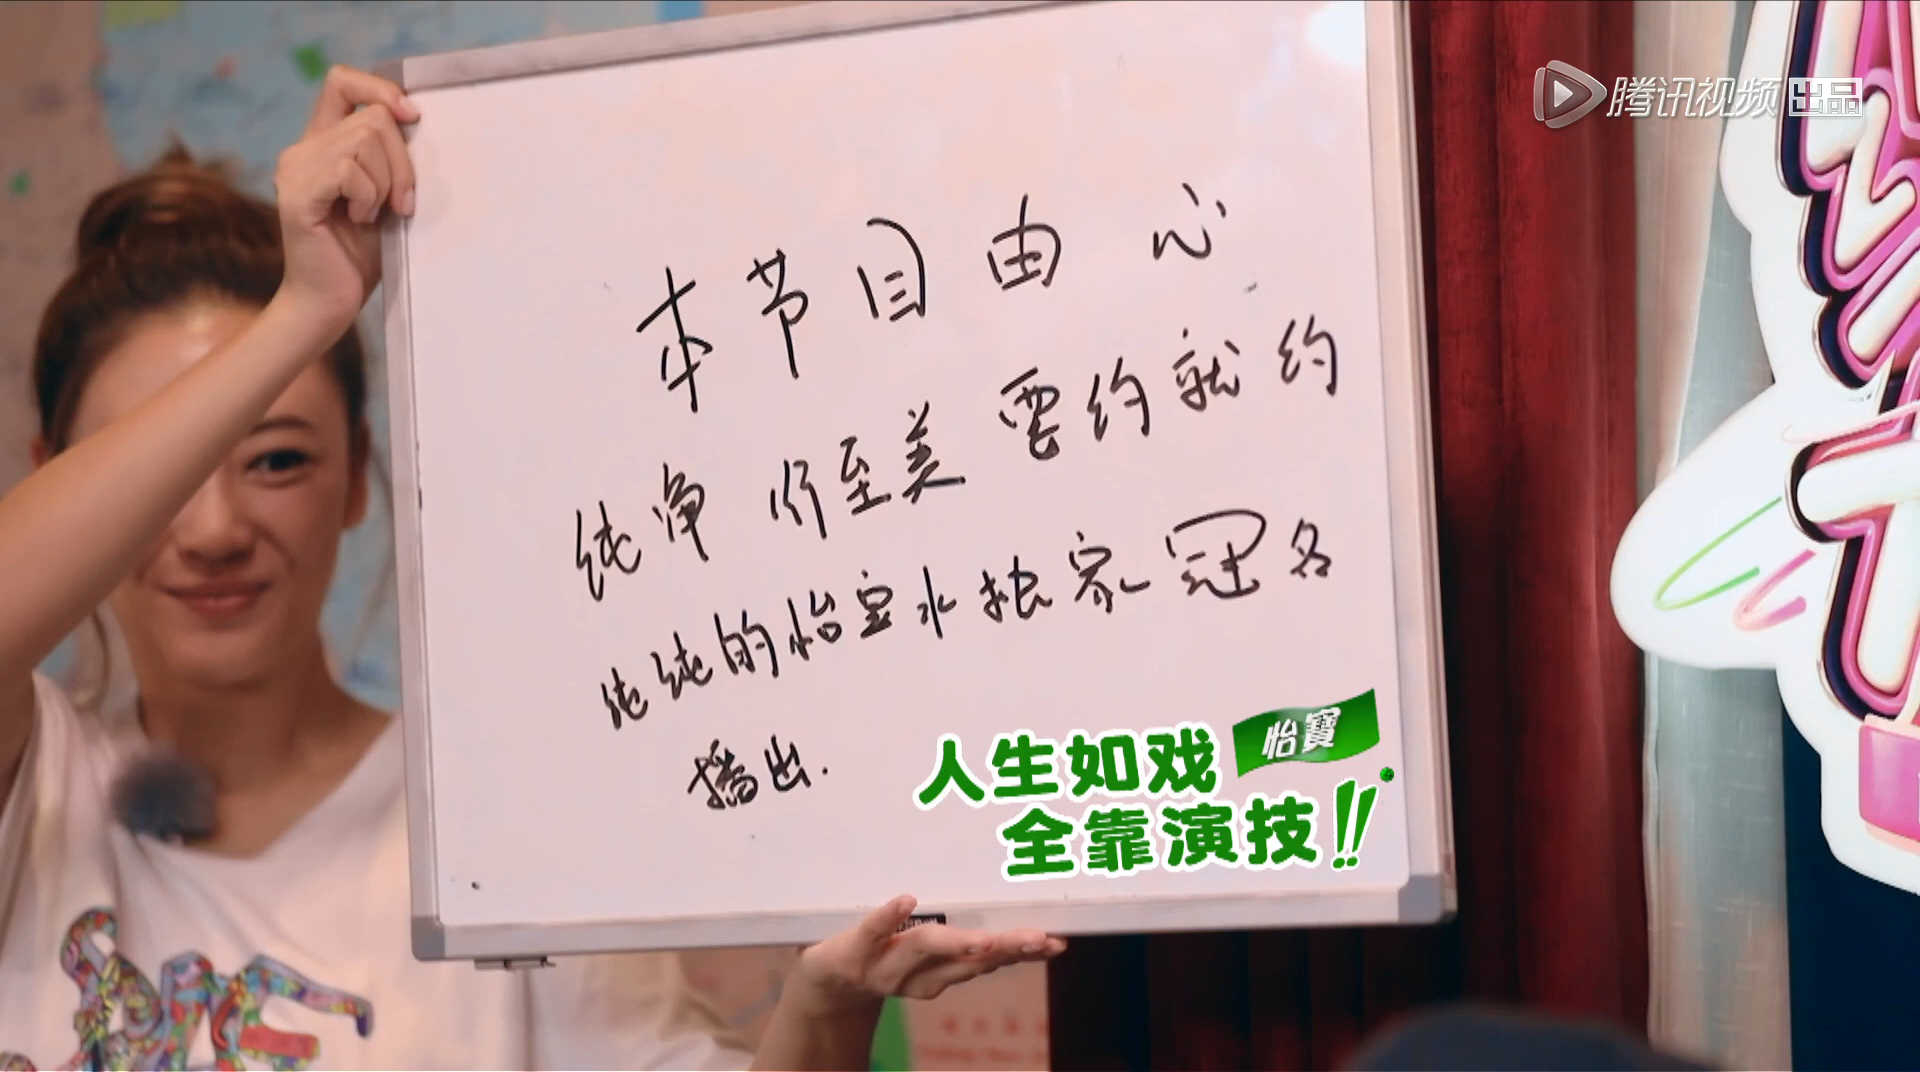 腾讯视频 出品
本节目由心
纯净 行至美 要约就约
纯纯的怡宝水独家冠名
播出.
怡寶
人生如戏
全靠演技!!